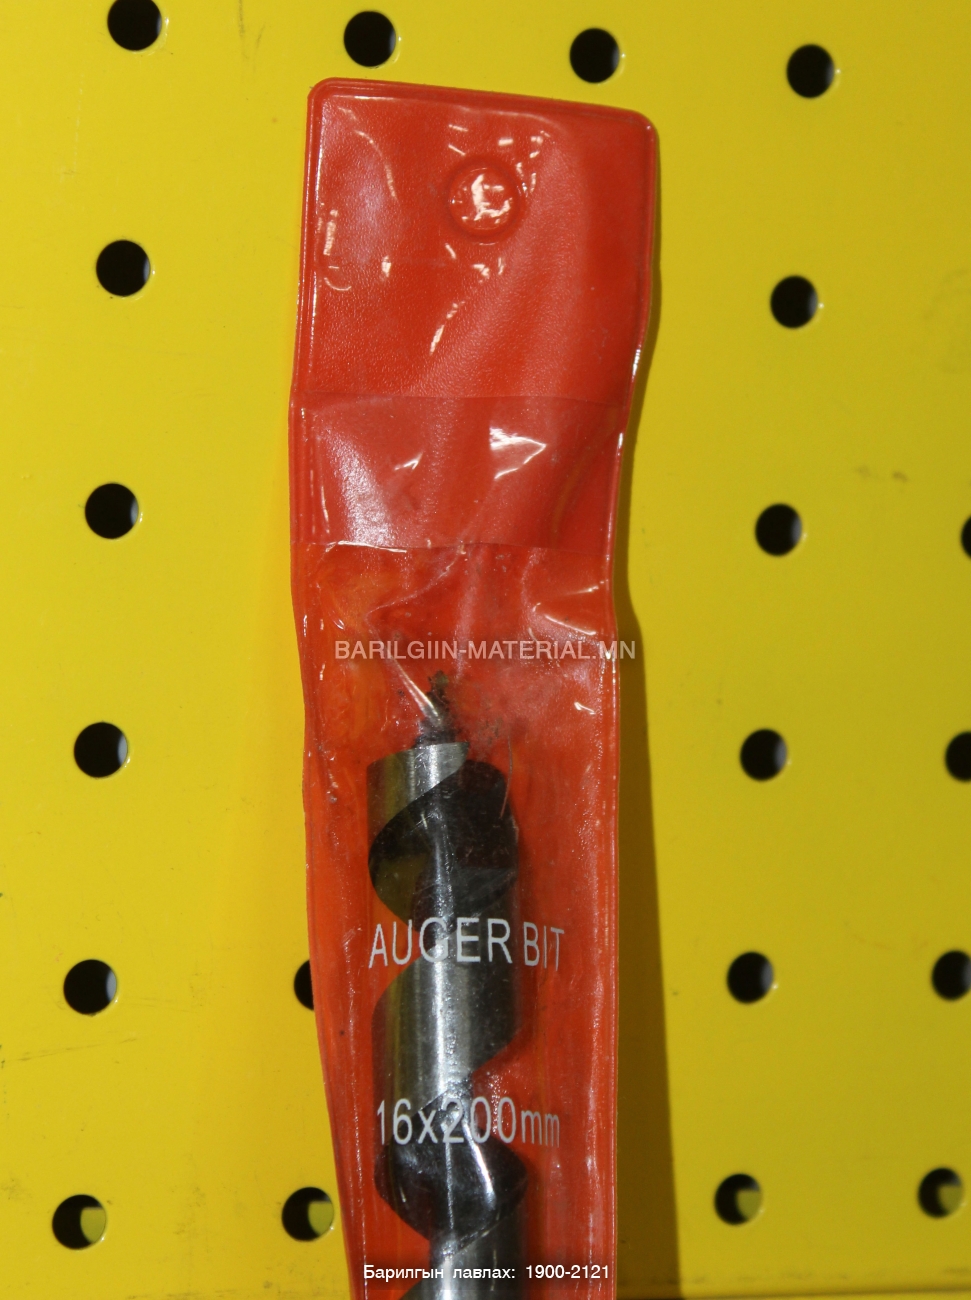 BARILGIIN-MATERIAL.MN
AUGER BIT
16x200mm
Барилгын лавлах: 1900-2121